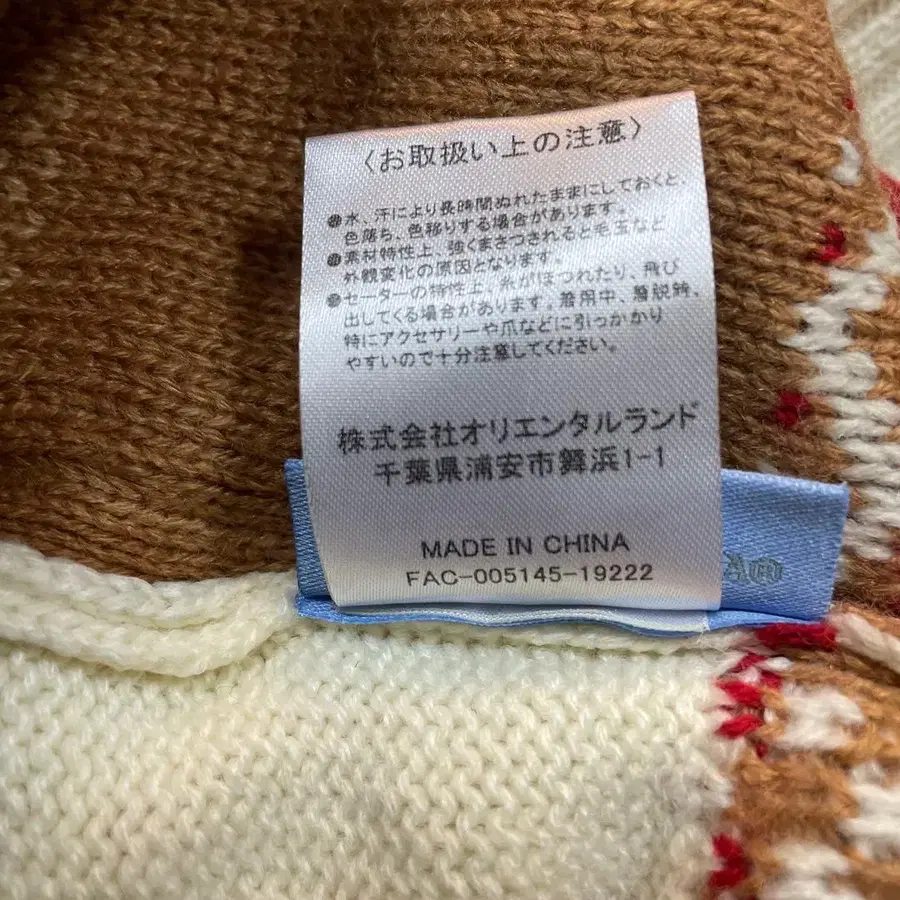 〈お取扱い上の注意〉
●水、汗により長時間ぬれたままにしておくと、
色落ち、色移りする場合があります。
●素材特性上、強くまさつされると毛玉など
外観変化の原因となります。
●セーターの特性上、糸がほつれたり、飛び
出してくる場合があります。着用中、着脱時、
特にアクセサリーや爪などに引っかかり
やすいので十分注意してください。
株式会社オリエンタルランド
千葉県浦安市舞浜1-1
MADE IN CHINA
FAC-005145-19222